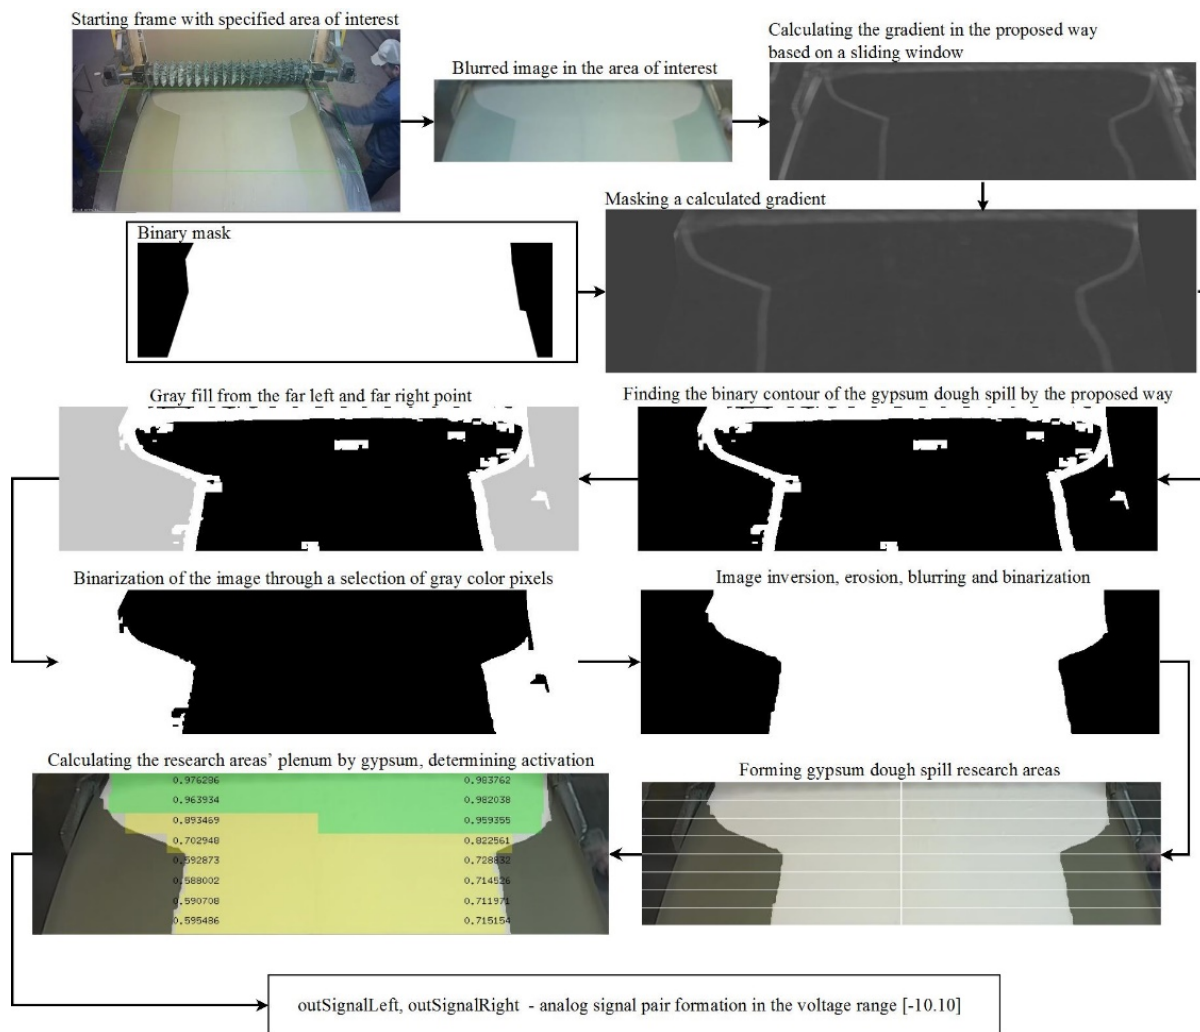 Starting frame with specified area of interest
Blurred image in the area of interest
Calculating the gradient in the proposed way
based on a sliding window
Binary mask
Masking a calculated gradient
Gray fill from the far left and far right point
Finding the binary contour of the gypsum dough spill by the proposed way
Binarization of the image through a selection of gray color pixels
Image inversion, erosion, blurring and binarization
Calculating the research areas’ plenum by gypsum, determining activation
0.976286 0.983762
0.963934 0.982038
0.893469 0.959355
0.702948 0.822561
0.592873 0.728832
0.588002 0.714526
0.590708 0.711971
0.595486 0.715154
Forming gypsum dough spill research areas
outSignalLeft, outSignalRight - analog signal pair formation in the voltage range [-10.10]